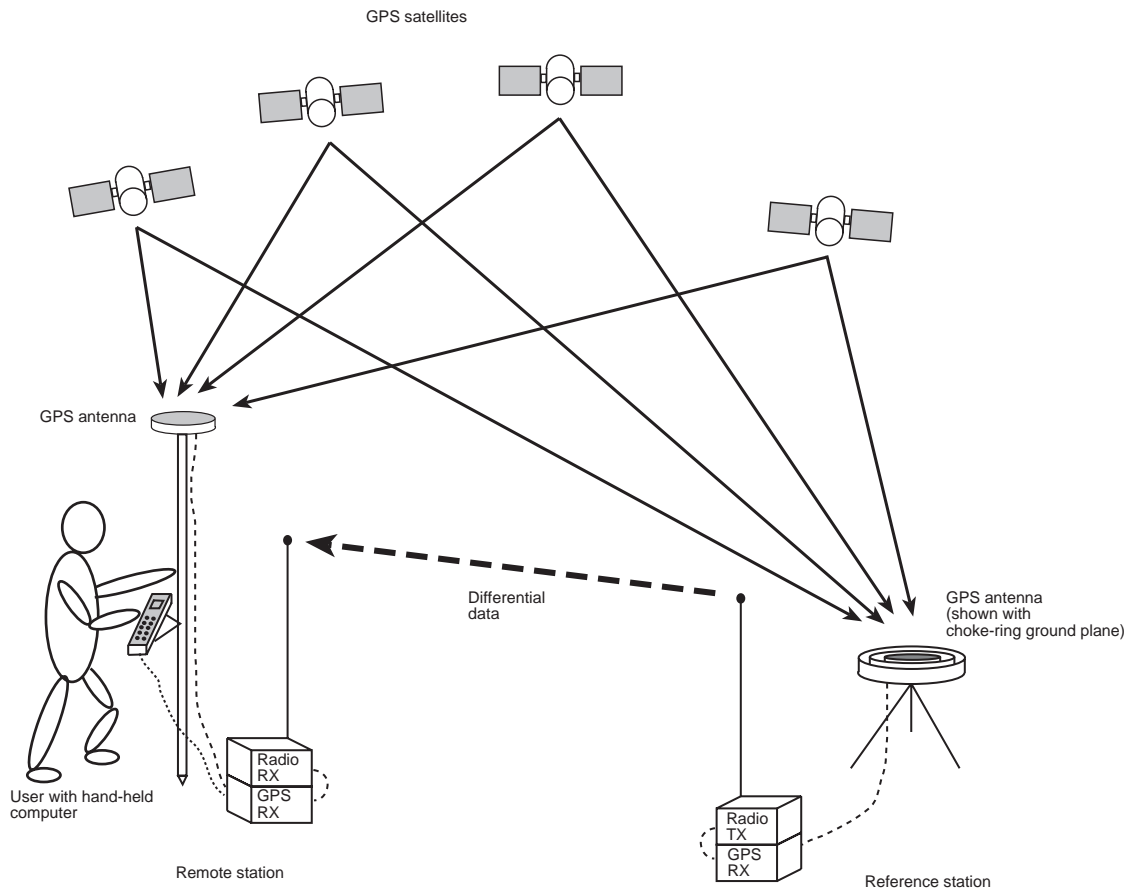 GPS satellites
GPS antenna
Differential
data
GPS antenna
(shown with
choke-ring ground plane)
Radio
RX
GPS
RX
User with hand-held
computer
Radio
TX
GPS
RX
Remote station
Reference station